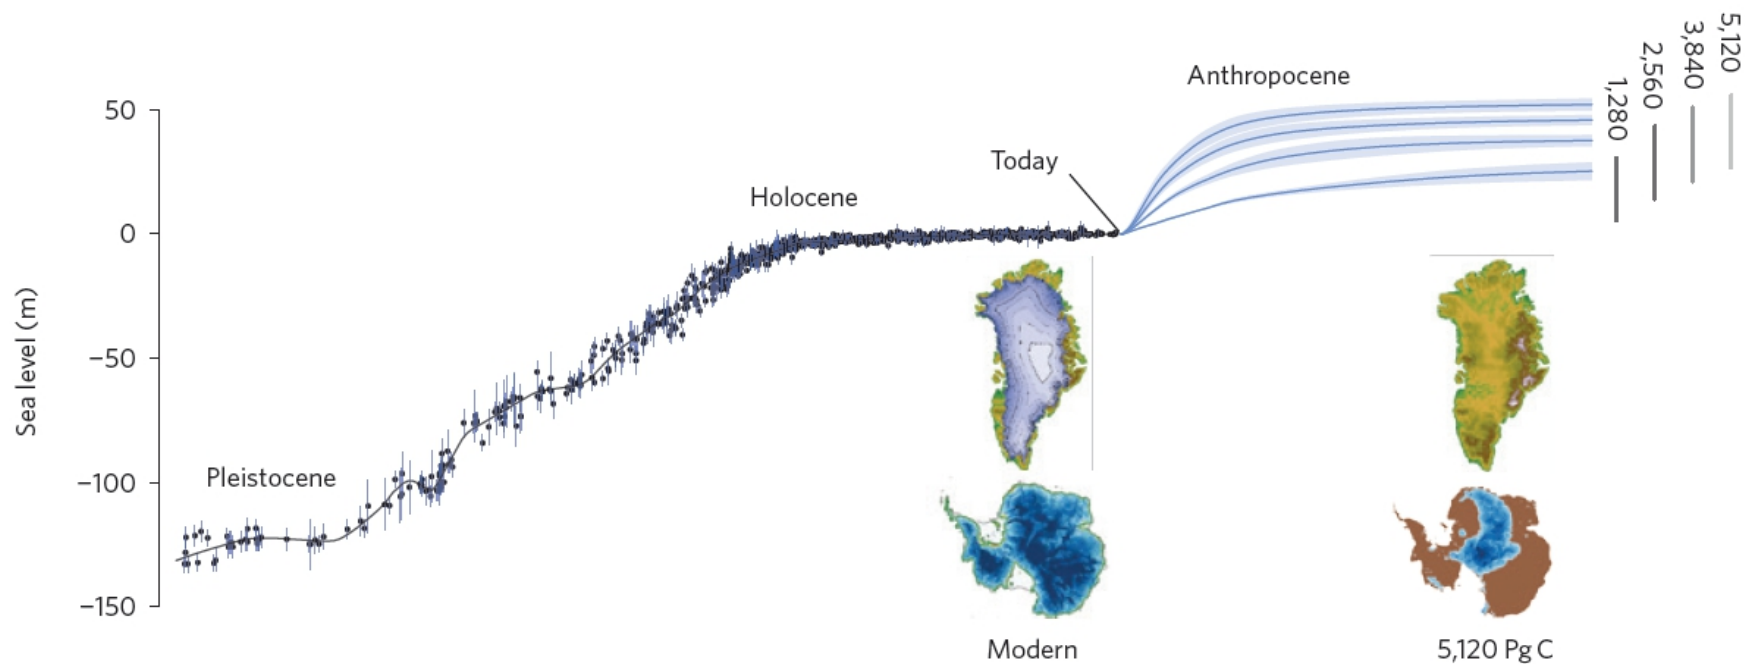 5,120
3,840
2,560
1,280
Anthropocene
50
Today
Holocene
0
Sea level (m)
−50
Pleistocene
−100
−150
Modern
5,120 Pg C